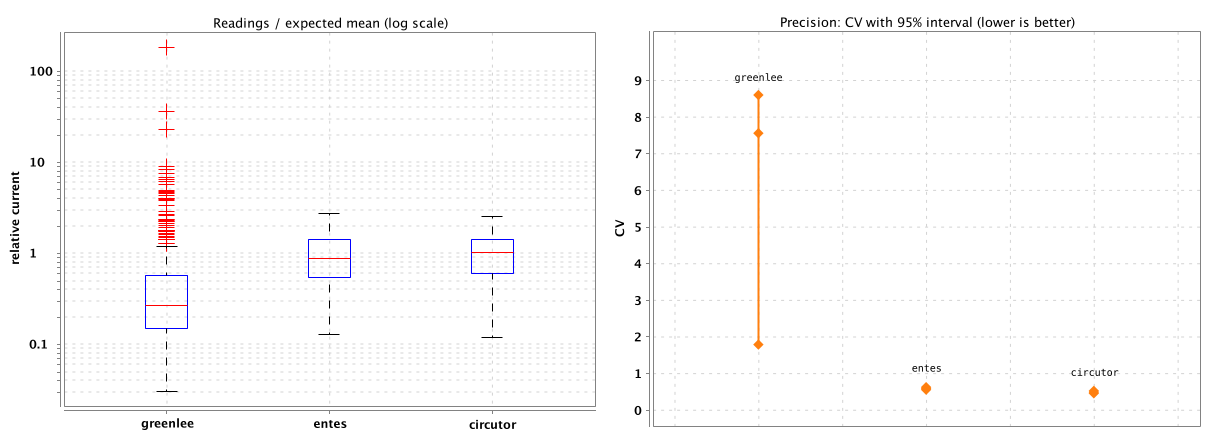 Readings / expected mean (log scale)
relative current
100
10
1
0.1
greenlee
entes
circutor
Precision: CV with 95% interval (lower is better)
CV
9
8
7
6
5
4
3
2
1
0
greenlee
entes
circutor